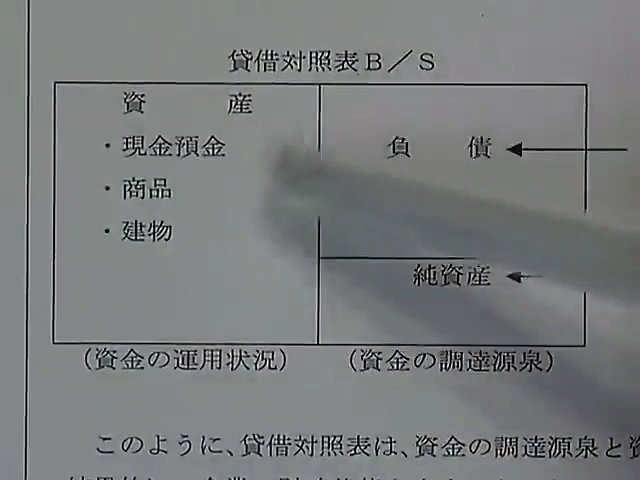 貸借対照表Ｂ／Ｓ
資　　　産
・現金預金
・商品
・建物
負　　債
純資産
（資金の運用状況）
（資金の調達源泉）
このように、貸借対照表は、資金の調達源泉と資